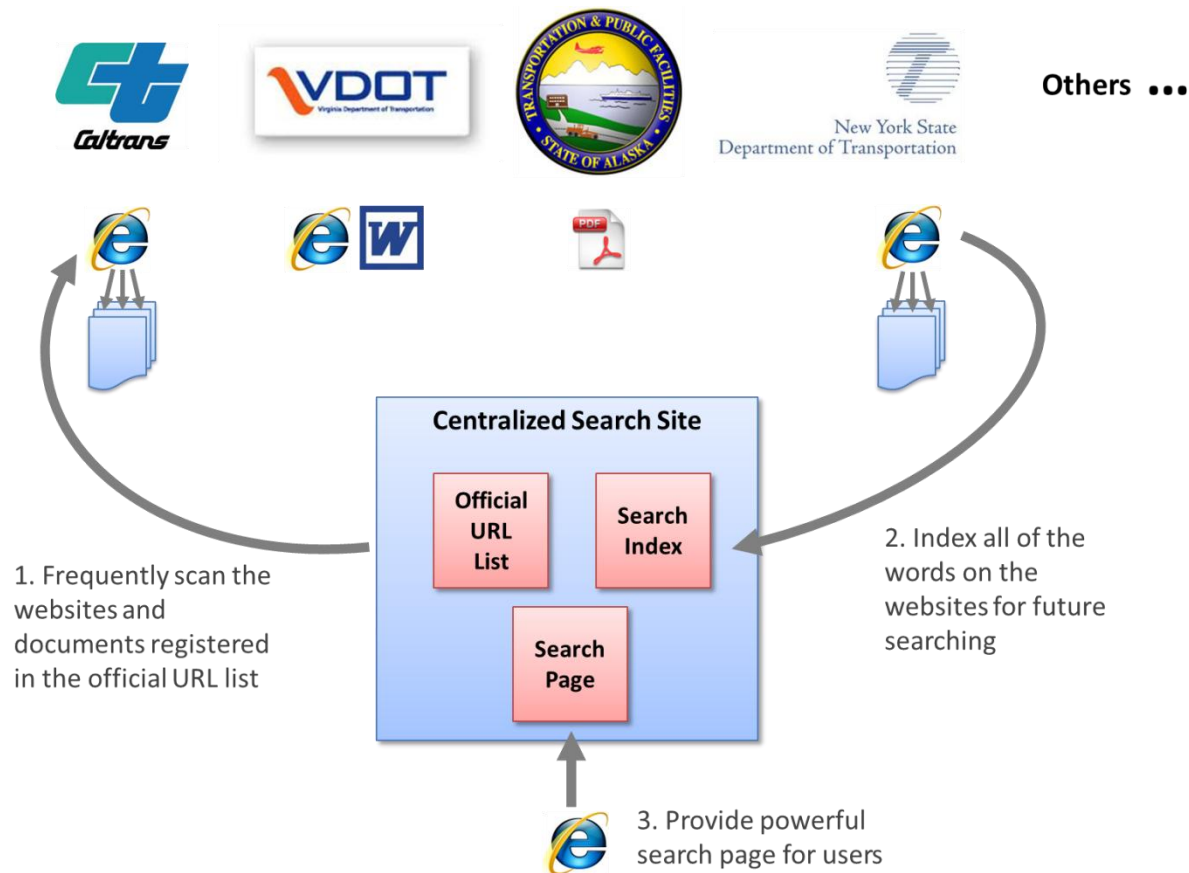 Caltrans
VDOT
Virginia Department of Transportation
TRANSPORTATION & PUBLIC FACILITIES
STATE OF ALASKA
New York State
Department of Transportation
Others ...
W
PDF
Centralized Search Site
Official
URL
List
Search
Index
Search
Page
1. Frequently scan the
websites and
documents registered
in the official URL list
2. Index all of the
words on the
websites for future
searching
3. Provide powerful
search page for users